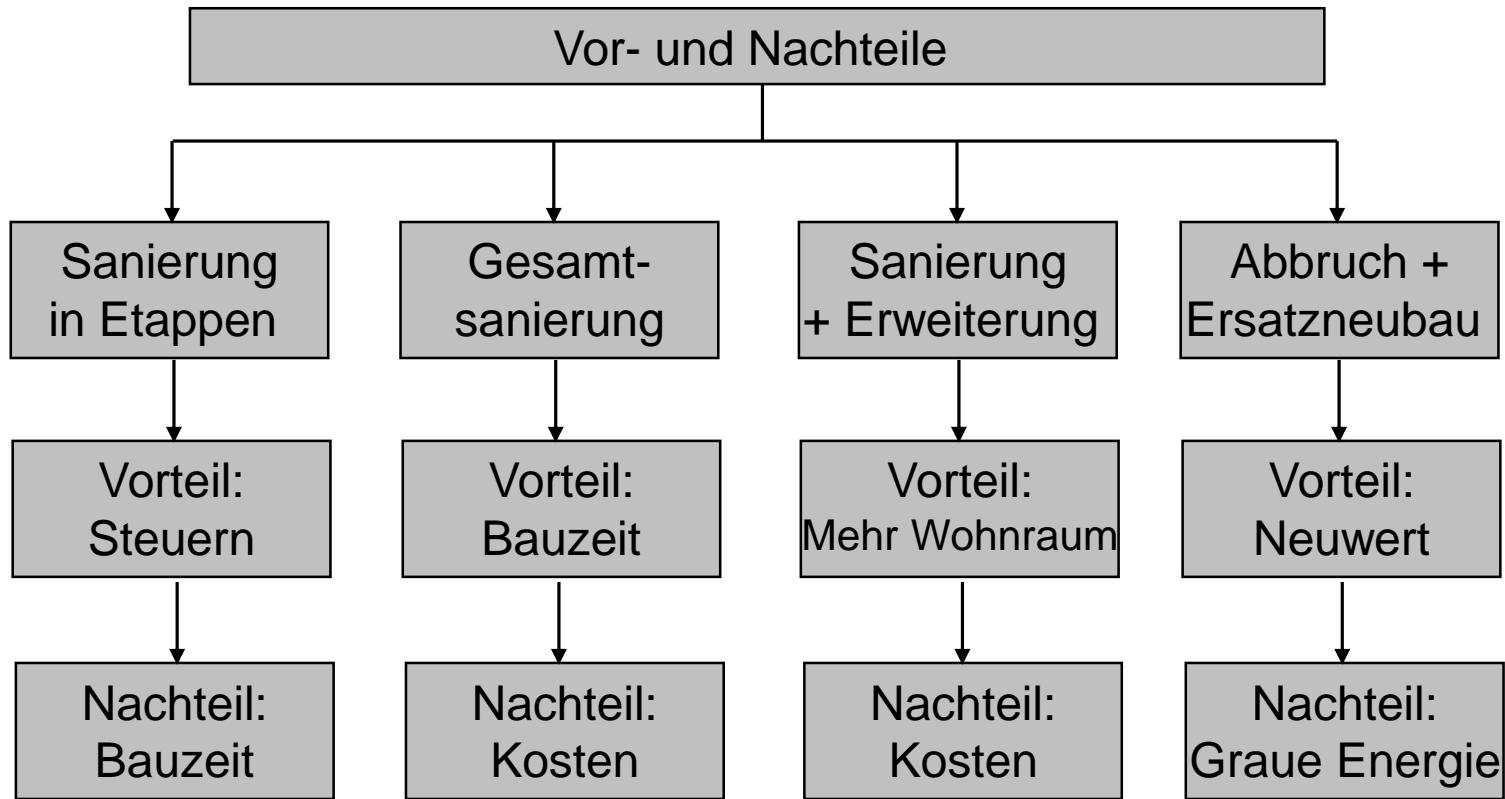 Vor- und Nachteile
Sanierung
in Etappen
Gesamt-
sanierung
Sanierung
+ Erweiterung
Abbruch +
Ersatzneubau
Vorteil:
Steuern
Vorteil:
Bauzeit
Vorteil:
Mehr Wohnraum
Vorteil:
Neuwert
Nachteil:
Bauzeit
Nachteil:
Kosten
Nachteil:
Kosten
Nachteil:
Graue Energie